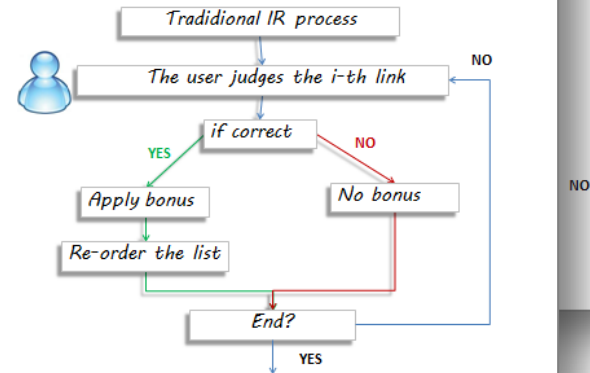 Tradidional IR process
NO
The user judges the i-th link
if correct
YES
NO
Apply bonus
No bonus
NO
Re-order the list
End?
YES